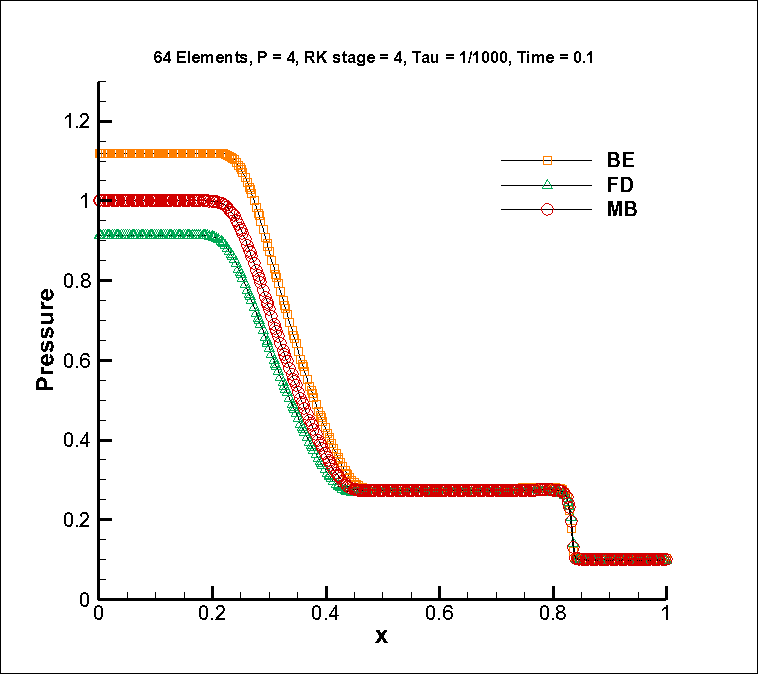 64 Elements, P = 4, RK stage = 4, Tau = 1/1000, Time = 0.1
BE
FD
MB
Pressure
1.2
1
0.8
0.6
0.4
0.2
0
0 0.2 0.4 0.6 0.8 1
x